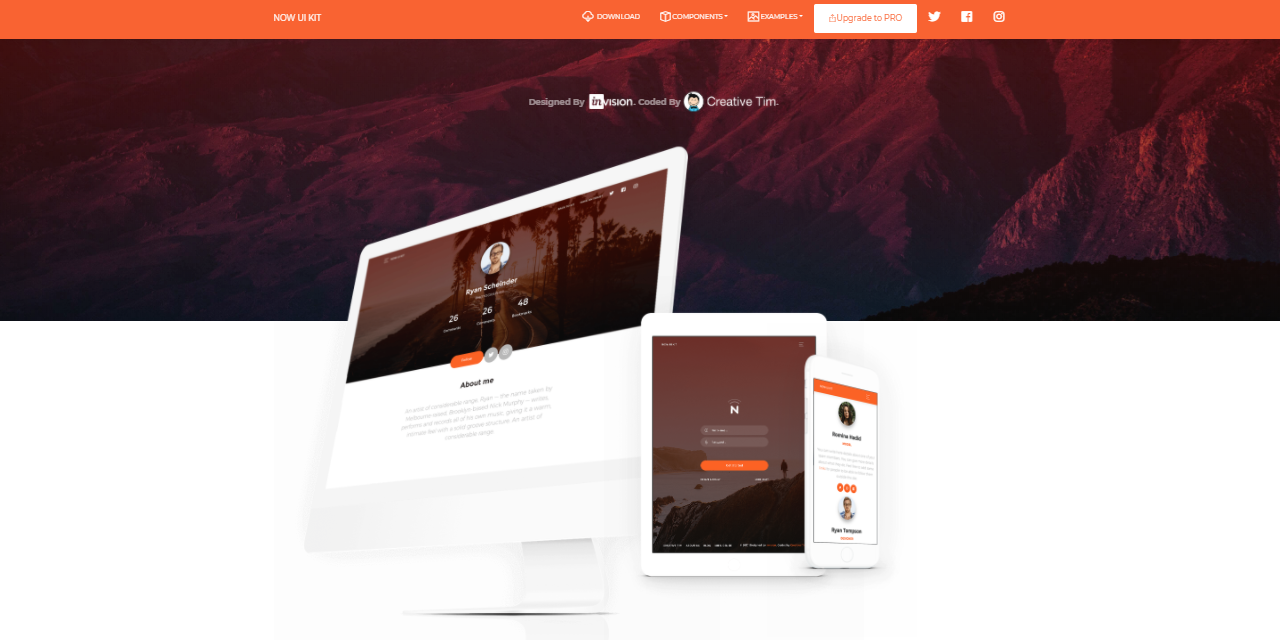 NOW UI KIT
DOWNLOAD
COMPONENTS
EXAMPLES
Upgrade to PRO
Designed By invision. Coded By Creative Tim.
Ryan Scheinder
26
26
48
Comments
Bookmarks
About me
An artist of considerable range, Ryan — the name taken by
Melbourne-raised, Brooklyn-based Nick Murphy — writes,
performs and records all of his own music, giving it a warm,
intimate feel with a solid groove structure. An artist of
considerable range.
N
Romina Hadid
Ryan Tompson